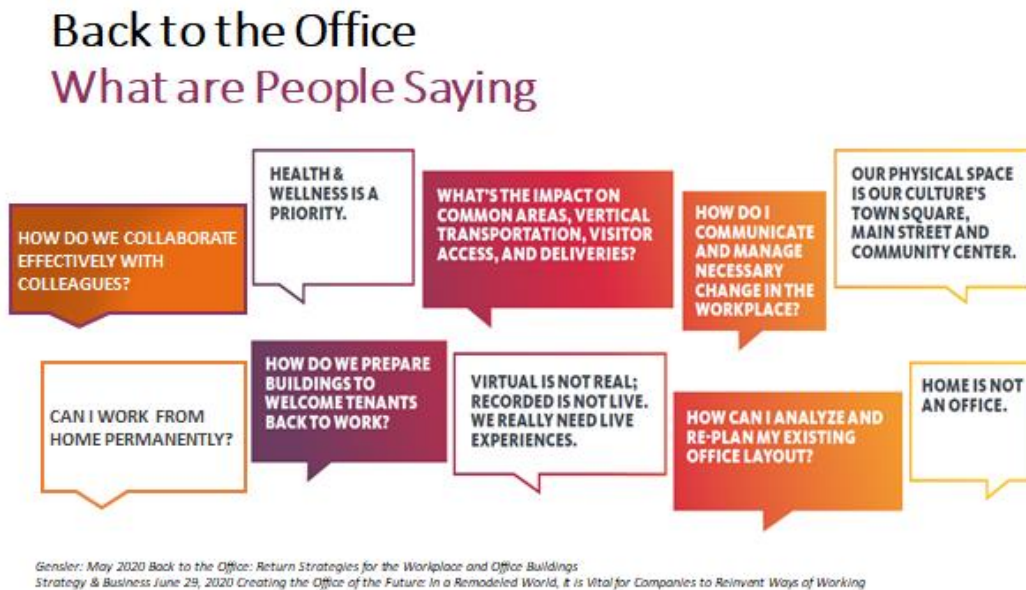 Back to the Office
What are People Saying
HOW DO WE COLLABORATE
EFFECTIVELY WITH
COLLEAGUES?
HEALTH &
WELLNESS IS A
PRIORITY.
WHAT'S THE IMPACT ON
COMMON AREAS, VERTICAL
TRANSPORTATION, VISITOR
ACCESS, AND DELIVERIES?
HOW DO I
COMMUNICATE
AND MANAGE
NECESSARY
CHANGE IN THE
WORKPLACE?
OUR PHYSICAL SPACE
IS OUR CULTURE'S
TOWN SQUARE,
MAIN STREET AND
COMMUNITY CENTER.
CAN I WORK FROM
HOME PERMANENTLY?
HOW DO WE PREPARE
BUILDINGS TO
WELCOME TENANTS
BACK TO WORK?
VIRTUAL IS NOT REAL;
RECORDED IS NOT LIVE.
WE REALLY NEED LIVE
EXPERIENCES.
HOW CAN I ANALYZE AND
RE-PLAN MY EXISTING
OFFICE LAYOUT?
HOME IS NOT
AN OFFICE.
Gensler: May 2020 Back to the Office: Return Strategies for the Workplace and Office Buildings
Strategy & Business June 29, 2020 Creating the Office of the Future: In a Remodeled World, it is Vital for Companies to Reinvent Ways of Working